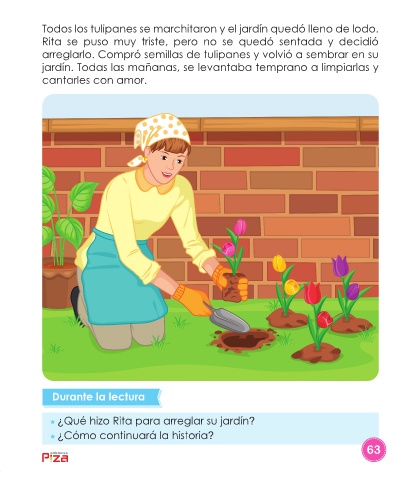 Todos los tulipanes se marchitaron y el jardín quedó lleno de lodo.
Rita se puso muy triste, pero no se quedó sentada y decidió
arreglarlo. Compró semillas de tulipanes y volvió a sembrar en su
jardín. Todas las mañanas, se levantaba temprano a limpiarlas y
cantarles con amor.
Durante la lectura
¿Qué hizo Rita para arreglar su jardín?
¿Cómo continuará la historia?
63